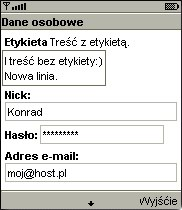 Dane osobowe
Etykieta Treść z etykietą.
I treść bez etykiety:)
Nowa linia.
Nick:
Konrad
Hasło: *********
Adres e-mail:
moj@host.pl
Wyjście